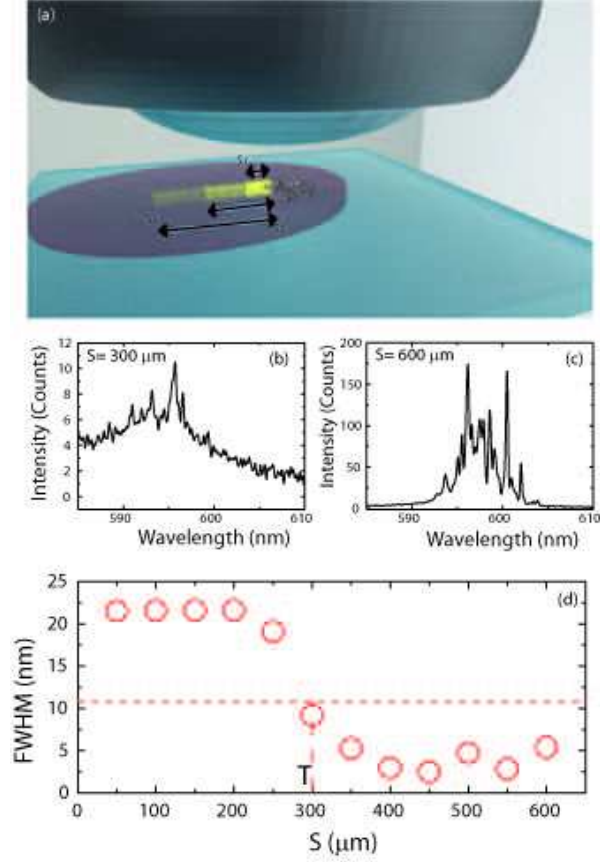 (a)
S= 300 μm
(b)
Intensity (Counts)
12
10
8
6
4
2
0
590
600
610
Wavelength (nm)
S= 600 μm
(c)
Intensity (Counts)
200
150
100
50
0
590
600
610
Wavelength (nm)
(d)
FWHM (nm)
25
20
15
10
5
0
T
0
100
200
300
400
500
600
S (μm)